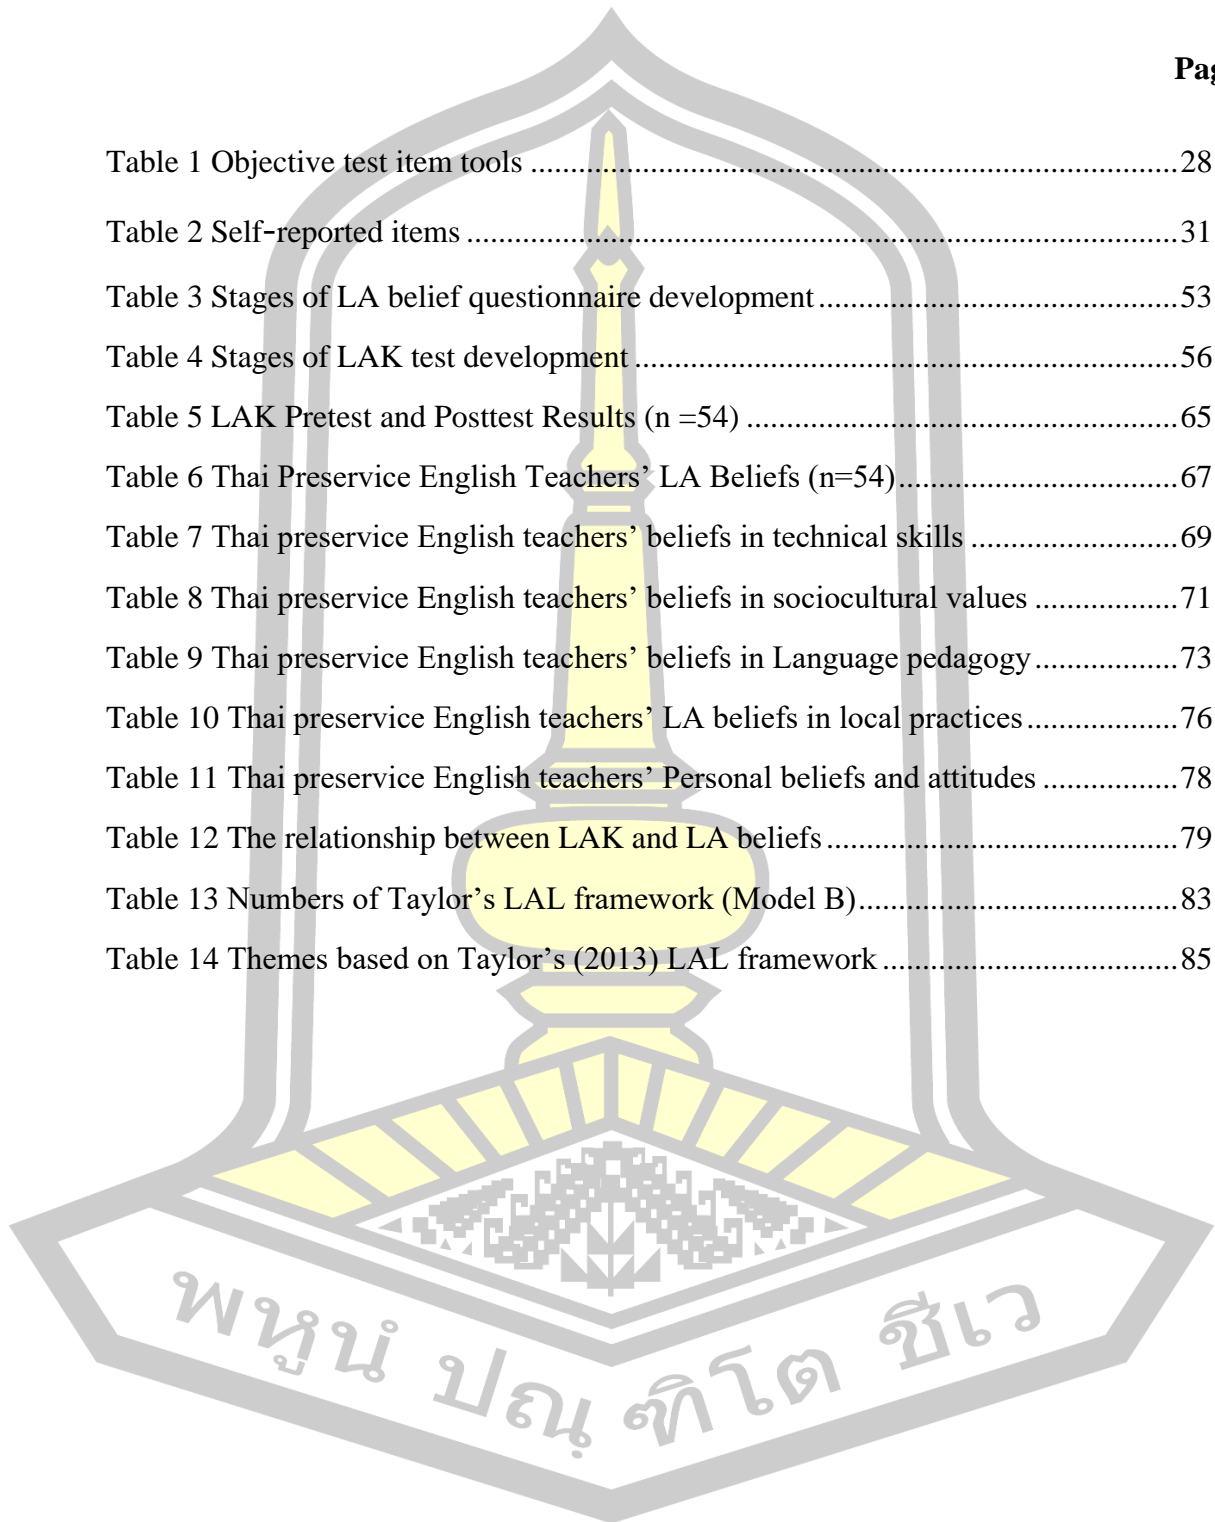 Pag
Table 1 Objective test item tools ........................................................................................ 28
Table 2 Self-reported items ................................................................................................. 31
Table 3 Stages of LA belief questionnaire development ................................................. 53
Table 4 Stages of LAK test development .......................................................................... 56
Table 5 LAK Pretest and Posttest Results (n =54) ........................................................... 65
Table 6 Thai Preservice English Teachers’ LA Beliefs (n=54) ...................................... 67
Table 7 Thai preservice English teachers’ beliefs in technical skills ............................ 69
Table 8 Thai preservice English teachers’ beliefs in sociocultural values ................... 71
Table 9 Thai preservice English teachers’ beliefs in Language pedagogy ................... 73
Table 10 Thai preservice English teachers’ LA beliefs in local practices .................... 76
Table 11 Thai preservice English teachers’ Personal beliefs and attitudes .................. 78
Table 12 The relationship between LAK and LA beliefs ................................................ 79
Table 13 Numbers of Taylor’s LAL framework (Model B) ............................................ 83
Table 14 Themes based on Taylor’s (2013) LAL framework ........................................ 85
พหูนํ ปณฺฑิโต ชีเว